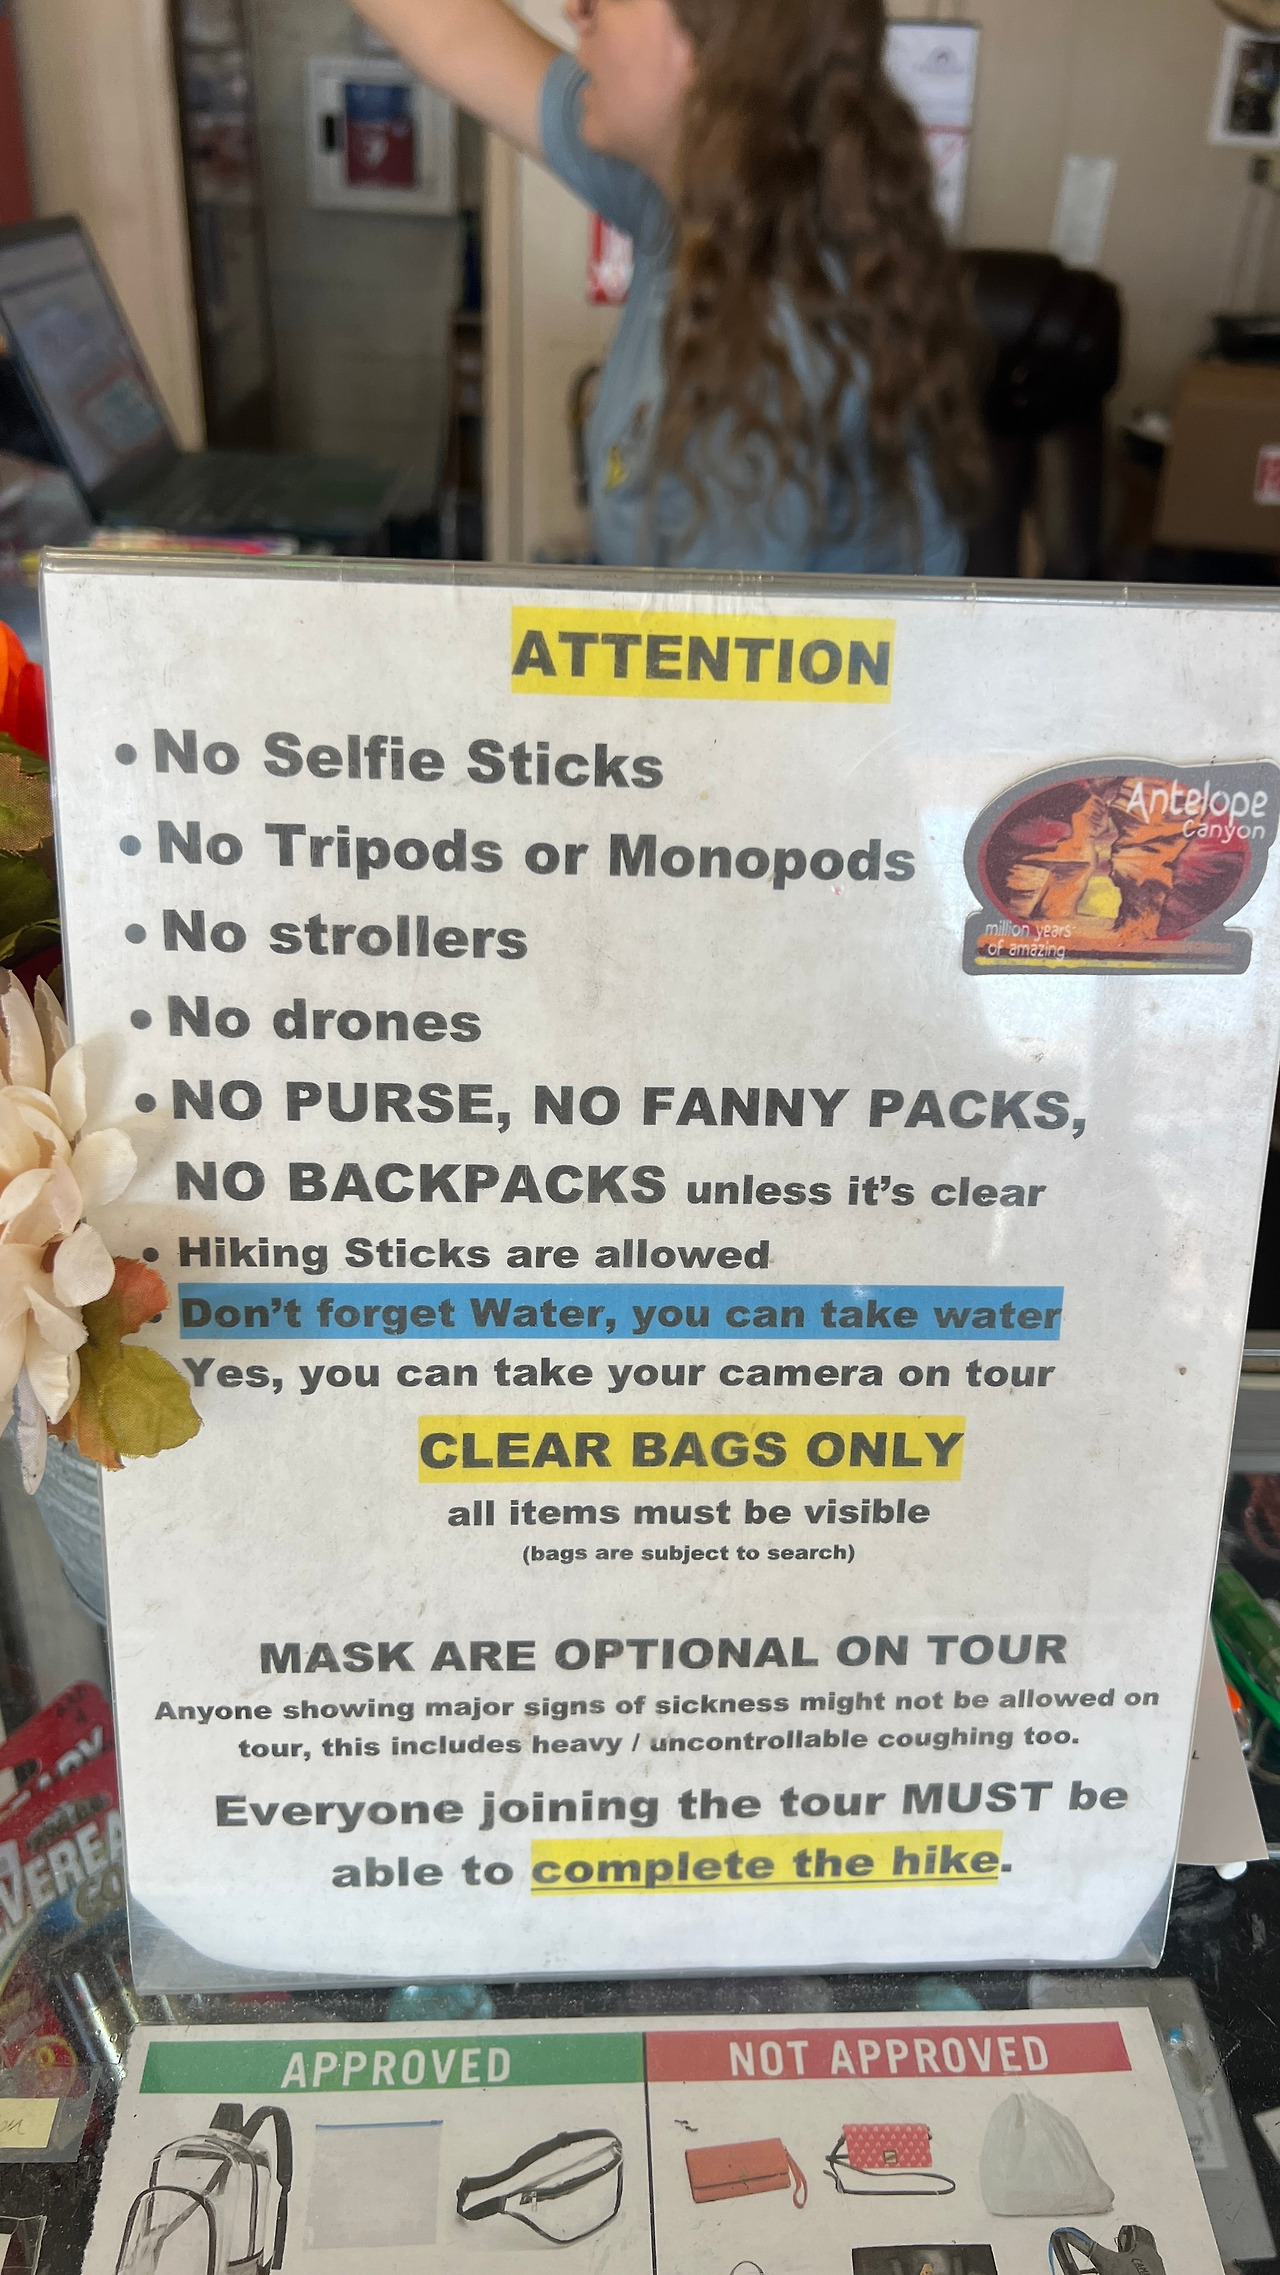 ATTENTION
• No Selfie Sticks
• No Tripods or Monopods
• No strollers
• No drones
• NO PURSE, NO FANNY PACKS,
NO BACKPACKS unless it's clear
• Hiking Sticks are allowed
• Don't forget Water, you can take water
Yes, you can take your camera on tour
CLEAR BAGS ONLY
all items must be visible
(bags are subject to search)
MASK ARE OPTIONAL ON TOUR
Anyone showing major signs of sickness might not be allowed on
tour, this includes heavy / uncontrollable coughing too.
Everyone joining the tour MUST be
able to complete the hike.
Antelope
Canyon
million years
of amazing
APPROVED
NOT APPROVED